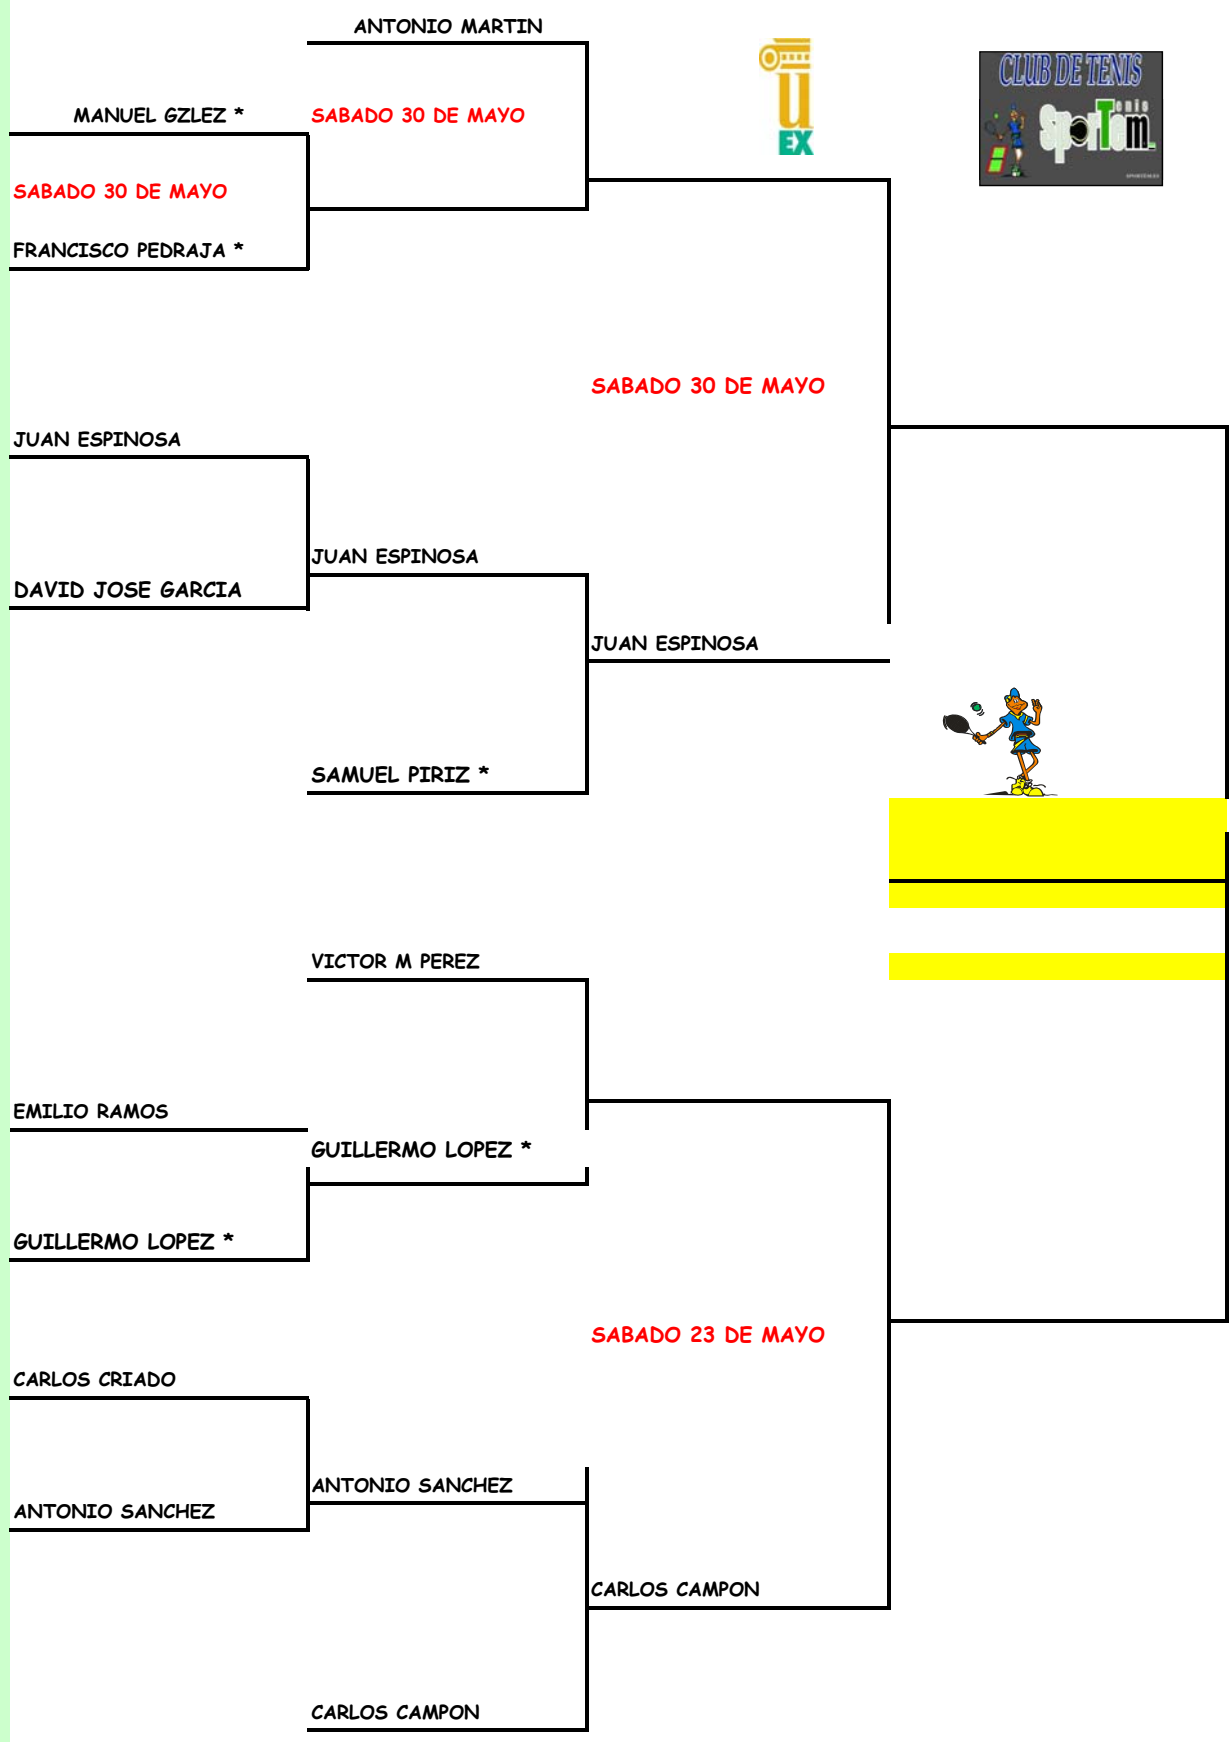 ANTONIO MARTIN
u
EX
CLUB DE TENIS
Tenis
SporTem
MANUEL GZLEZ *
SABADO 30 DE MAYO
SABADO 30 DE MAYO
FRANCISCO PEDRAJA *
SABADO 30 DE MAYO
JUAN ESPINOSA
JUAN ESPINOSA
DAVID JOSE GARCIA
JUAN ESPINOSA
SAMUEL PIRIZ *
VICTOR M PEREZ
EMILIO RAMOS
GUILLERMO LOPEZ *
GUILLERMO LOPEZ *
SABADO 23 DE MAYO
CARLOS CRIADO
ANTONIO SANCHEZ
ANTONIO SANCHEZ
CARLOS CAMPON
CARLOS CAMPON